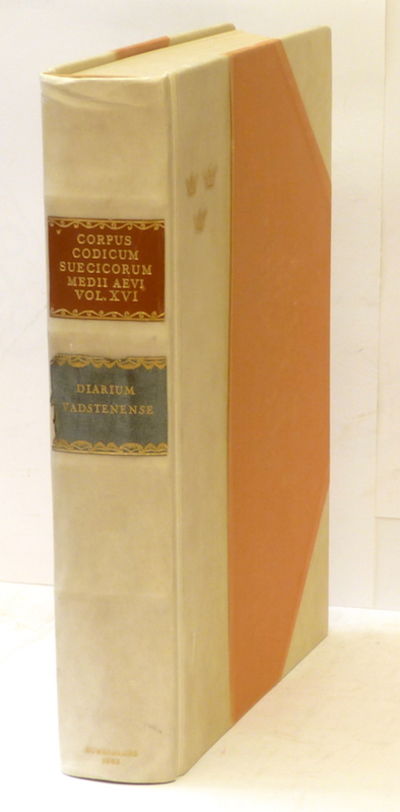 CORPUS
CODICUM
SUECICORUM
MEDII AEVI
VOL. XVI
DIARIUM
VADSTENENSE